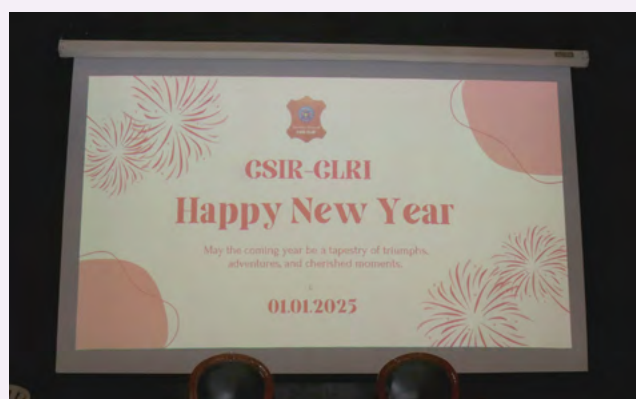 CSIR-CLRI
Happy New Year
May the coming year be a tapestry of triumphs,
adventures, and cherished moments.
01.01.2025